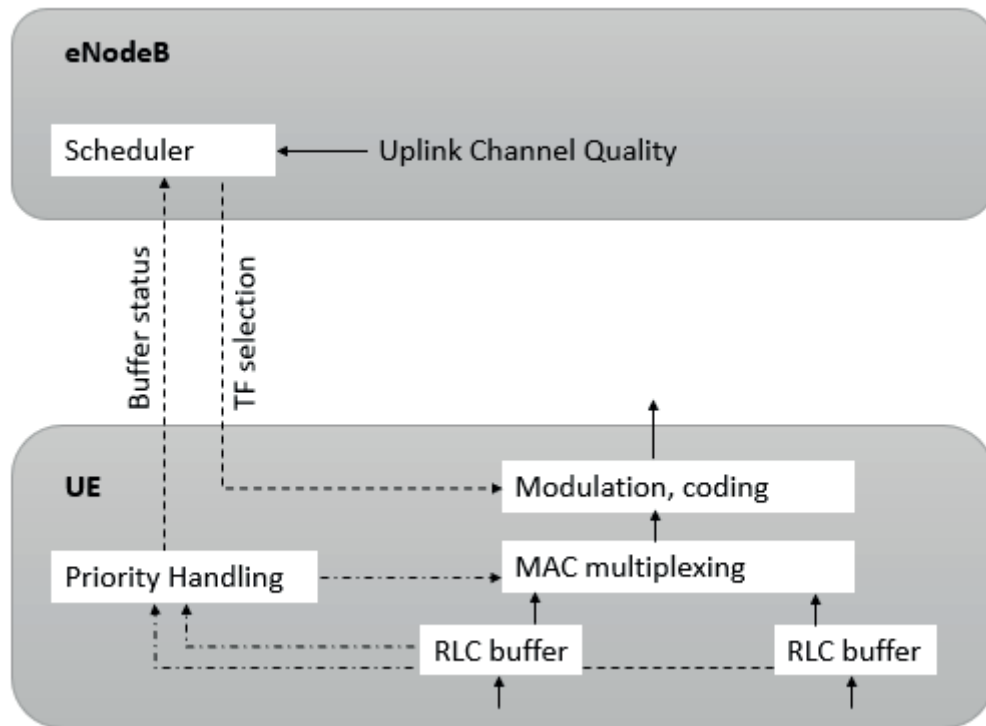 eNodeB
Scheduler
Uplink Channel Quality
Buffer status
TF selection
UE
Modulation, coding
Priority Handling
MAC multiplexing
RLC buffer
RLC buffer